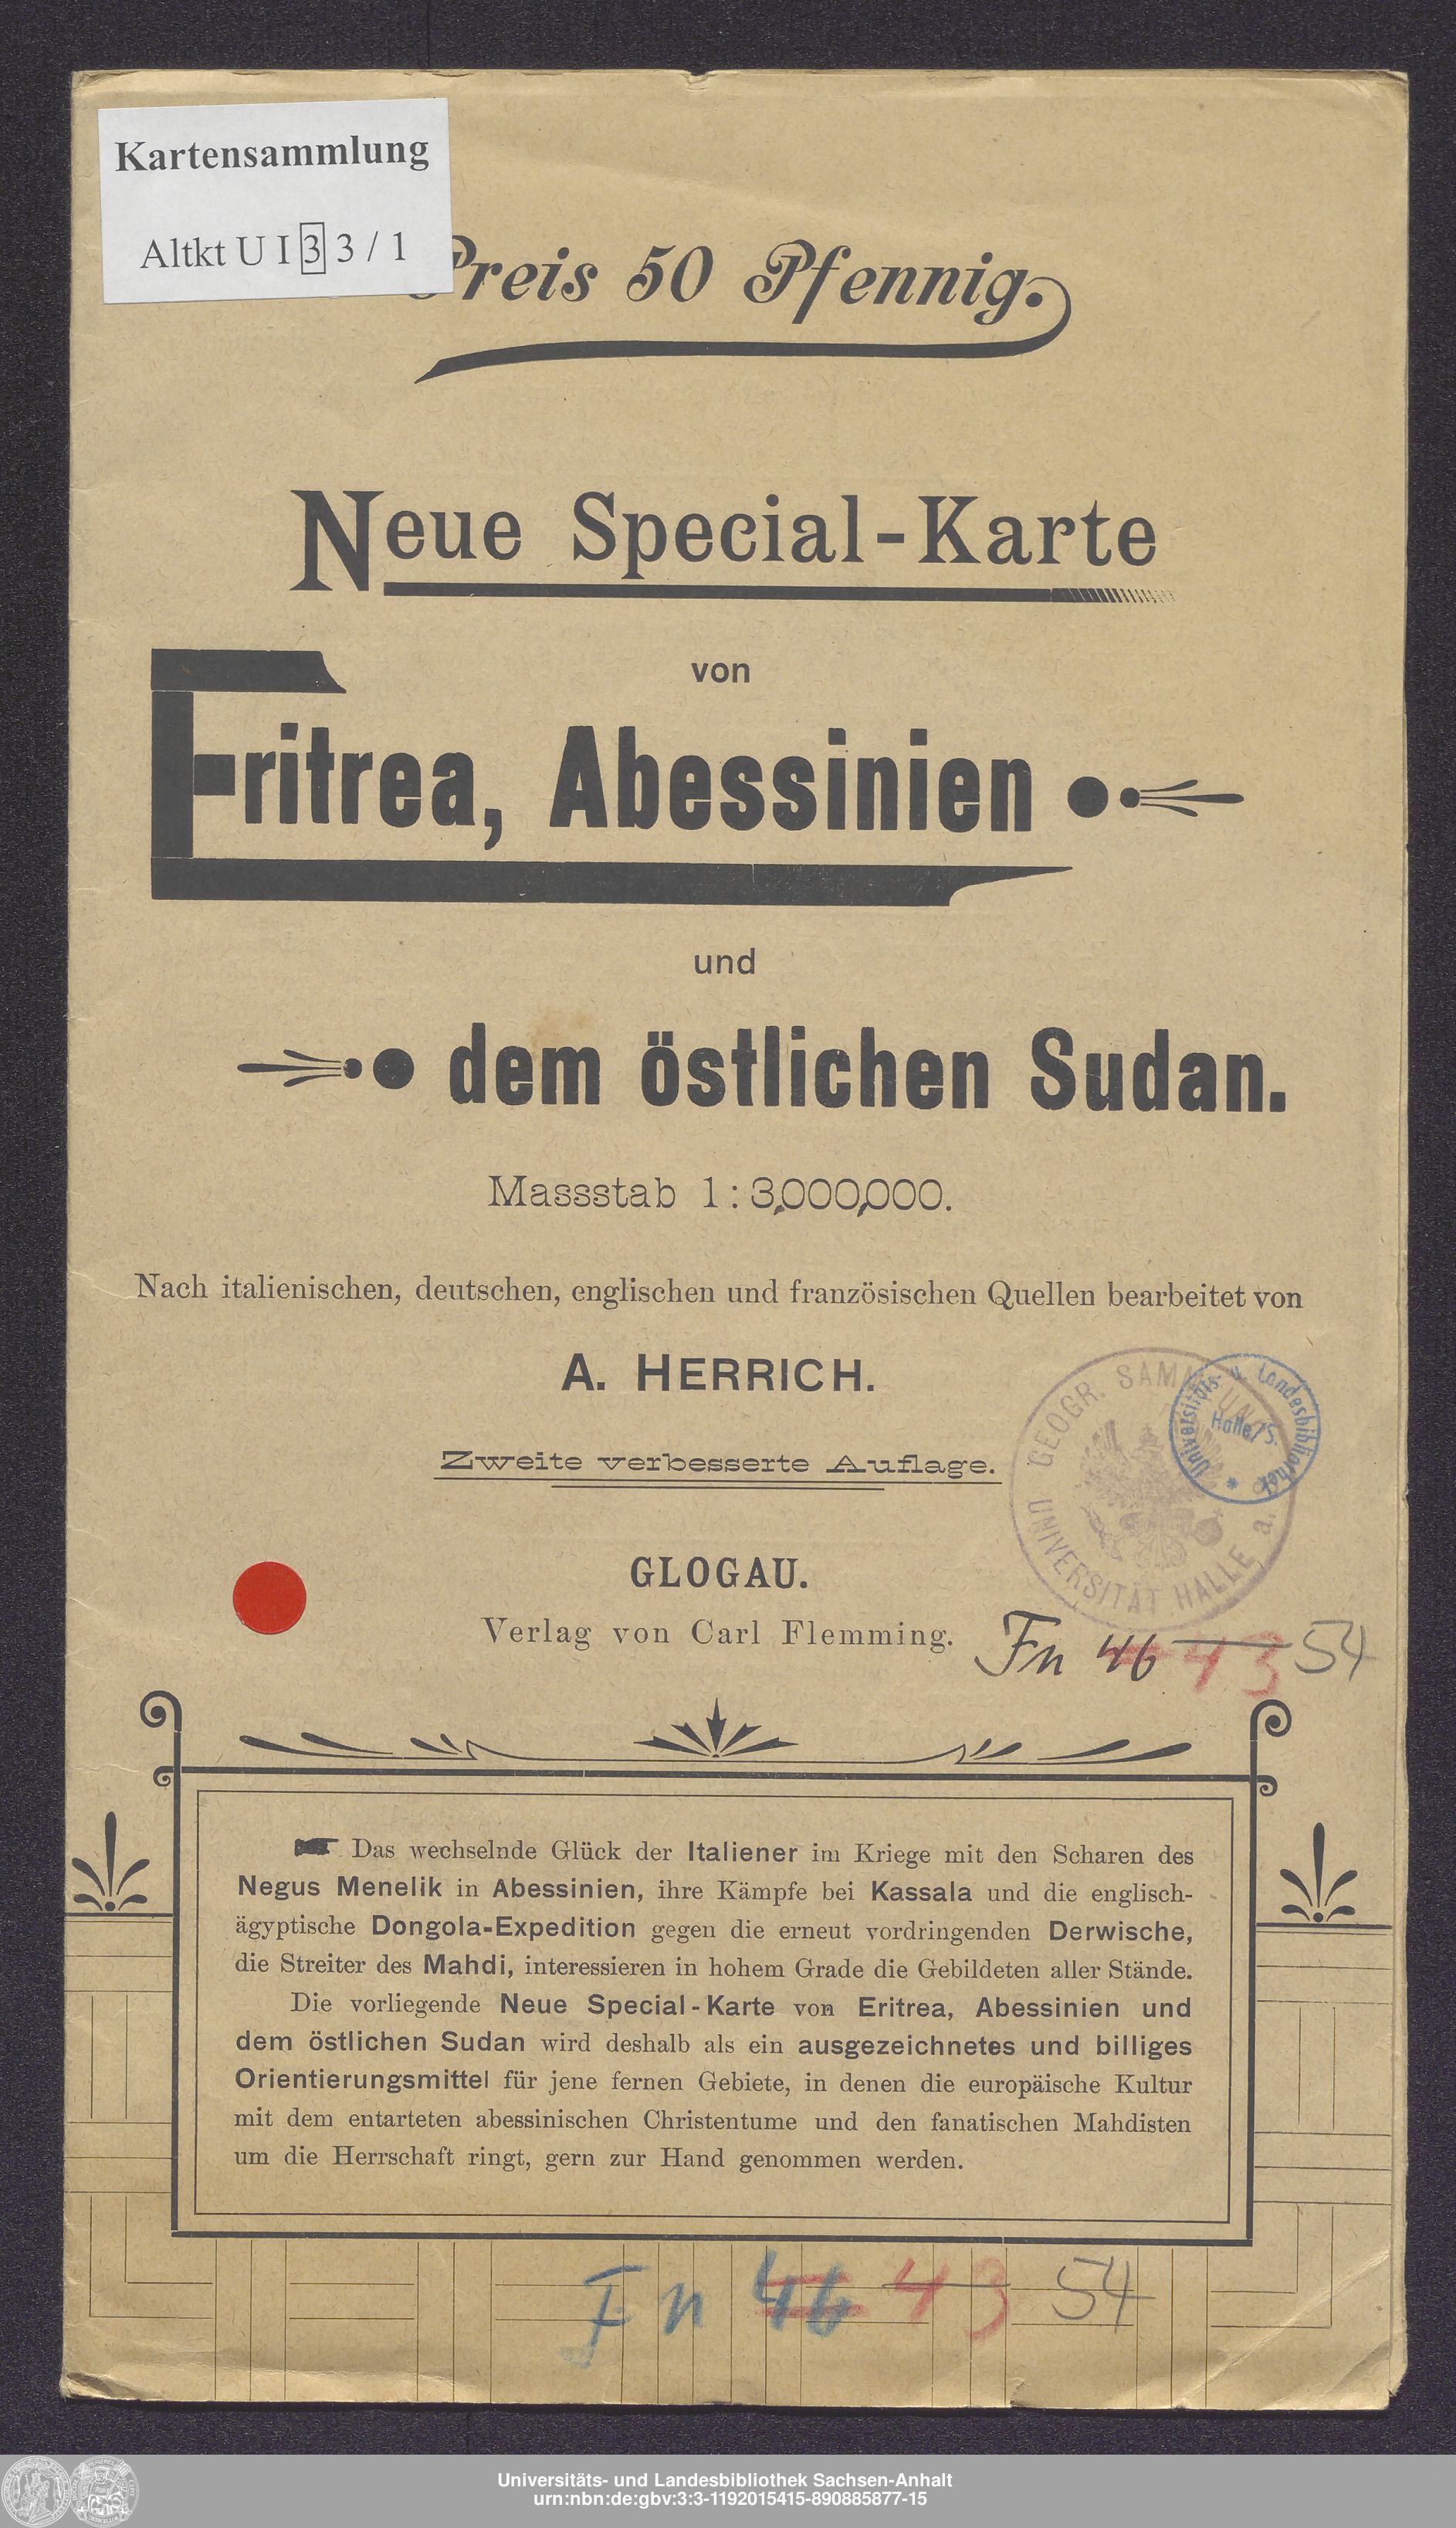 Kartensammlung
Altkt U I 3 3 / 1
Preis 50 Pfennig.
Neue Special-Karte
von
Eritrea, Abessinien
und
dem östlichen Sudan.
Massstab 1:3,000,000.
Nach italienischen, deutschen, englischen und französischen Quellen bearbeitet von
A. HERRICH.
Zweite verbesserte Auflage.
GEOGR. SAMMLUNG
UNIVERSITÄT HALLE a.
Universitäts- u. Landesbibliothek
Halle/S.
GLOGAU.
Verlag von Carl Flemming.
Fn 46 43 54
Das wechselnde Glück der Italiener im Kriege mit den Scharen des
Negus Menelik in Abessinien, ihre Kämpfe bei Kassala und die englisch-
ägyptische Dongola-Expedition gegen die erneut vordringenden Derwische,
die Streiter des Mahdi, interessieren in hohem Grade die Gebildeten aller Stände.
Die vorliegende Neue Special-Karte von Eritrea, Abessinien und
dem östlichen Sudan wird deshalb als ein ausgezeichnetes und billiges
Orientierungsmittel für jene fernen Gebiete, in denen die europäische Kultur
mit dem entarteten abessinischen Christentume und den fanatischen Mahdisten
um die Herrschaft ringt, gern zur Hand genommen werden.
Fn 46 43 54
Universitäts- und Landesbibliothek Sachsen-Anhalt
urn:nbn:de:gbv:3:3-1192015415-890885877-15